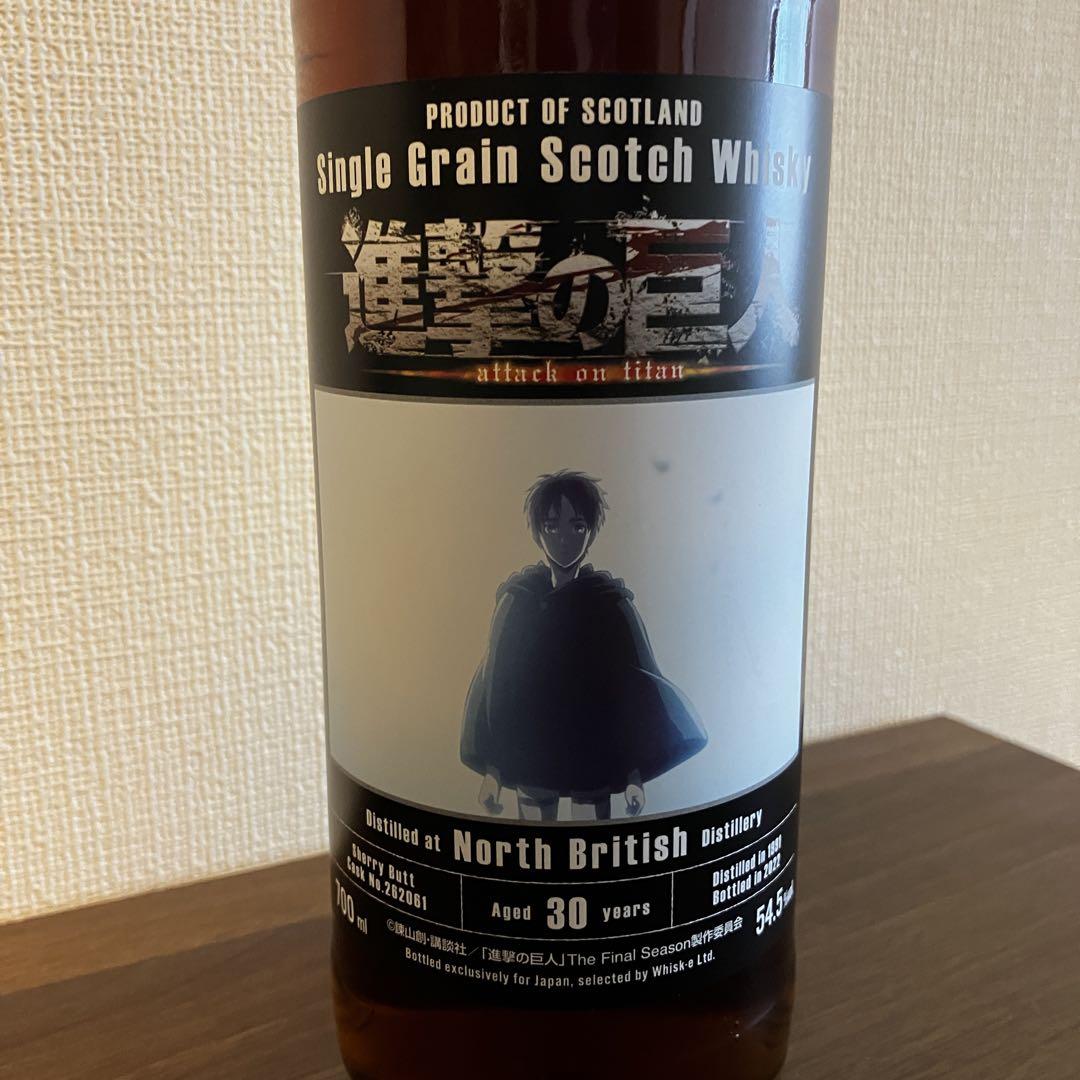 PRODUCT OF SCOTLAND
Single Grain Scotch Whisky
進撃の巨人
attack on titan
Distilled at North British Distillery
Sherry Butt
Cask No.262061
700 ml
Aged 30 years
Distilled in 1991
Bottled in 2022
54.5%vol
©諫山創・講談社／「進撃の巨人」The Final Season製作委員会
Bottled exclusively for Japan, selected by Whisk-e Ltd.